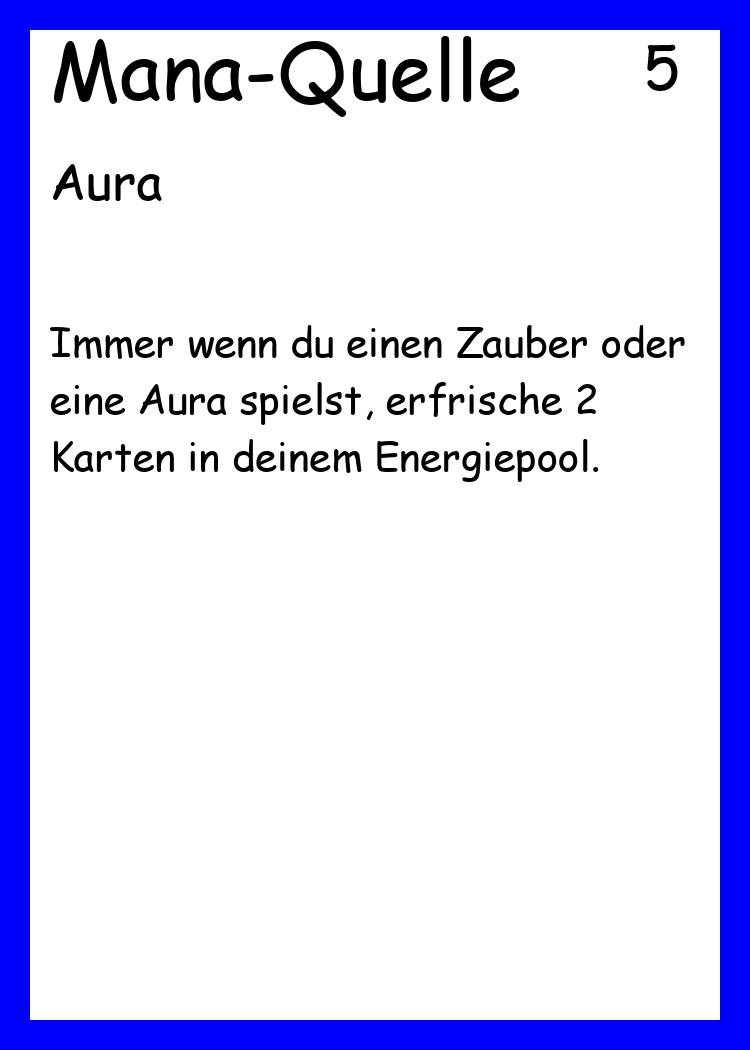 Mana-Quelle 5
Aura
Immer wenn du einen Zauber oder
eine Aura spielst, erfrische 2
Karten in deinem Energiepool.